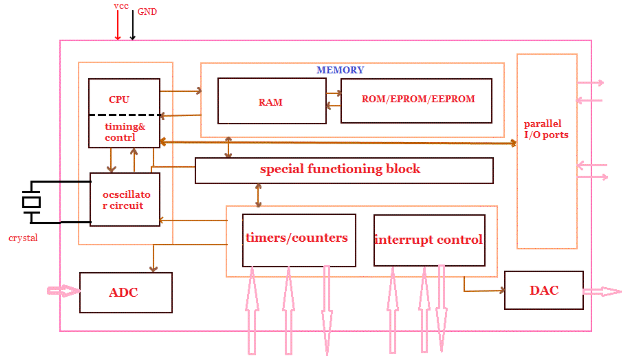 vcc
GND
MEMORY
CPU
RAM
ROM/EPROM/EEPROM
timing&
contrl
parallel
I/O ports
special functioning block
ocscillato
r circuit
crystal
timers/counters
interrupt control
ADC
DAC